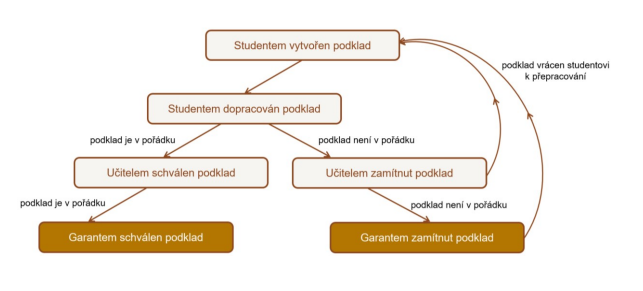 Studentem vytvořen podklad
podklad vrácen studentovi
k přepracování
Studentem dopracován podklad
podklad je v pořádku
podklad není v pořádku
Učitelem schválen podklad
Učitelem zamítnut podklad
podklad je v pořádku
podklad není v pořádku
Garantem schválen podklad
Garantem zamítnut podklad